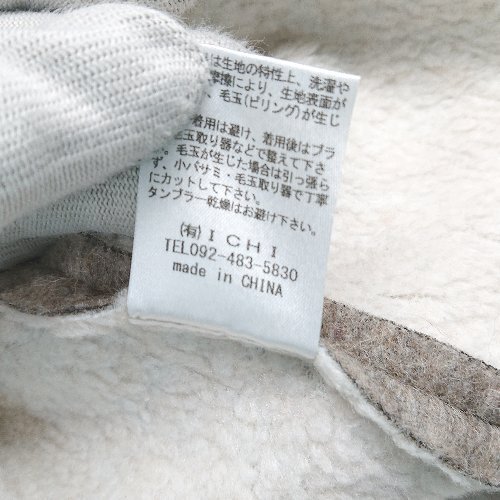 は生地の特性上、洗濯や
摩擦により、生地表面が
、毛玉(ピリング)が生じ
着用は避け、着用後はブラ
毛玉取り器などで整えて下さ
。毛玉が生じた場合は引っ張ら
ず、小バサミ・毛玉取り器で丁寧
にカットして下さい。
タンブラー乾燥はお避け下さい。
(有)ICHI
TEL092-483-5830
made in CHINA